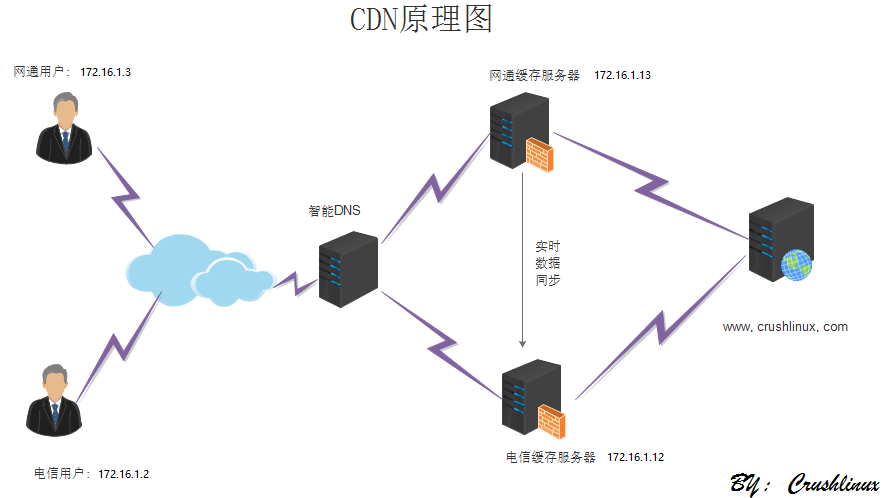 CDN原理图
网通用户： 172.16.1.3
网通缓存服务器 172.16.1.13
智能DNS
实时
数据
同步
www.crushlinux.com
电信用户：172.16.1.2
电信缓存服务器 172.16.1.12
BY：Crushlinux